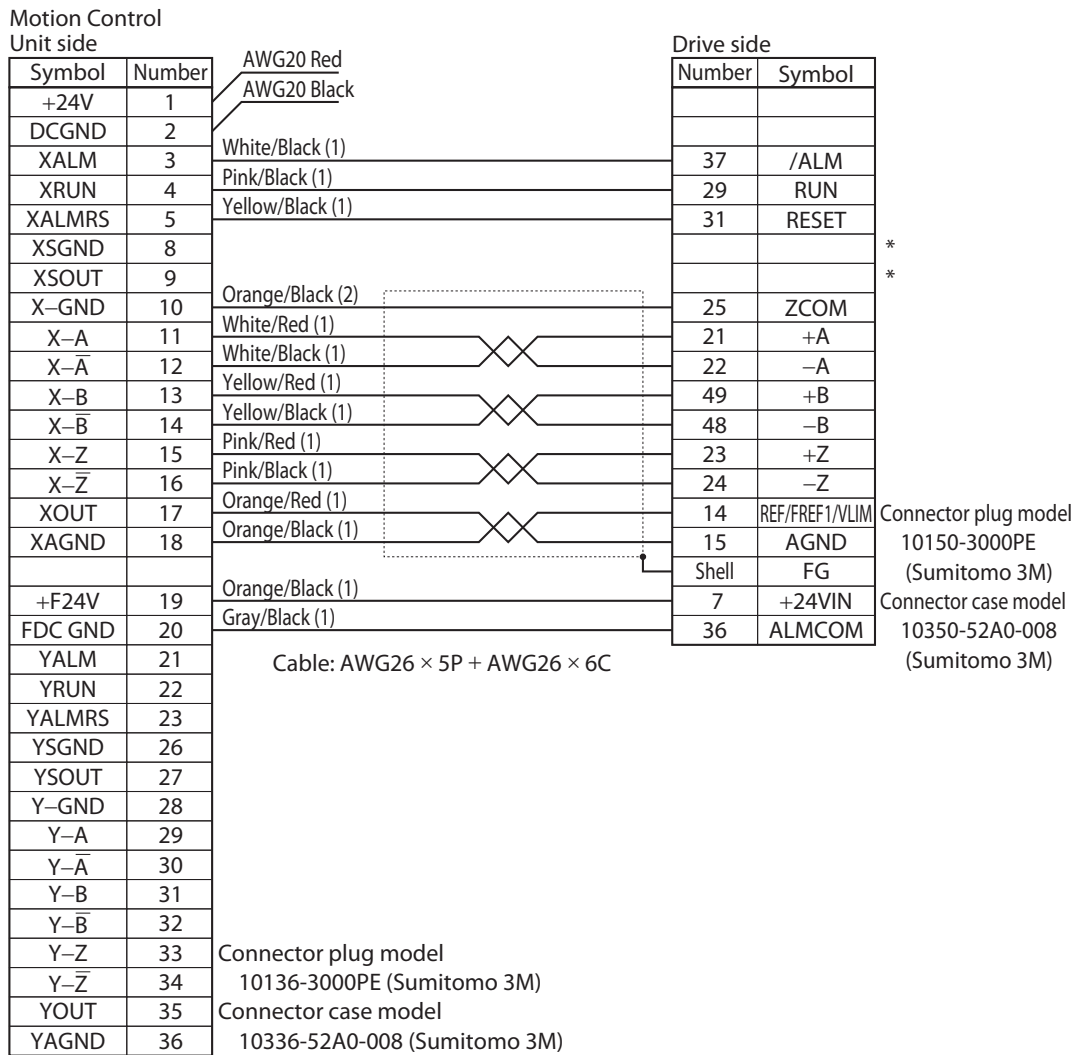 Motion Control
Unit side
Drive side
Symbol Number
AWG20 Red
Number Symbol
+24V 1
AWG20 Black
DCGND 2
XALM 3 White/Black (1) 37 /ALM
XRUN 4 Pink/Black (1) 29 RUN
XALMRS 5 Yellow/Black (1) 31 RESET
XSGND 8 *
XSOUT 9 *
X−GND 10 Orange/Black (2) 25 ZCOM
X−A 11 White/Red (1) 21 +A
X−A̅ 12 White/Black (1) 22 −A
X−B 13 Yellow/Red (1) 49 +B
X−B̅ 14 Yellow/Black (1) 48 −B
X−Z 15 Pink/Red (1) 23 +Z
X−Z̅ 16 Pink/Black (1) 24 −Z
XOUT 17 Orange/Red (1) 14 REF/FREF1/VLIM Connector plug model
XAGND 18 Orange/Black (1) 15 AGND 10150-3000PE
Shell FG (Sumitomo 3M)
+F24V 19 Orange/Black (1) 7 +24VIN Connector case model
FDC GND 20 Gray/Black (1) 36 ALMCOM 10350-52A0-008
YALM 21 Cable: AWG26 × 5P + AWG26 × 6C (Sumitomo 3M)
YRUN 22
YALMRS 23
YSGND 26
YSOUT 27
Y−GND 28
Y−A 29
Y−A̅ 30
Y−B 31
Y−B̅ 32
Y−Z 33 Connector plug model
Y−Z̅ 34 10136-3000PE (Sumitomo 3M)
YOUT 35 Connector case model
YAGND 36 10336-52A0-008 (Sumitomo 3M)